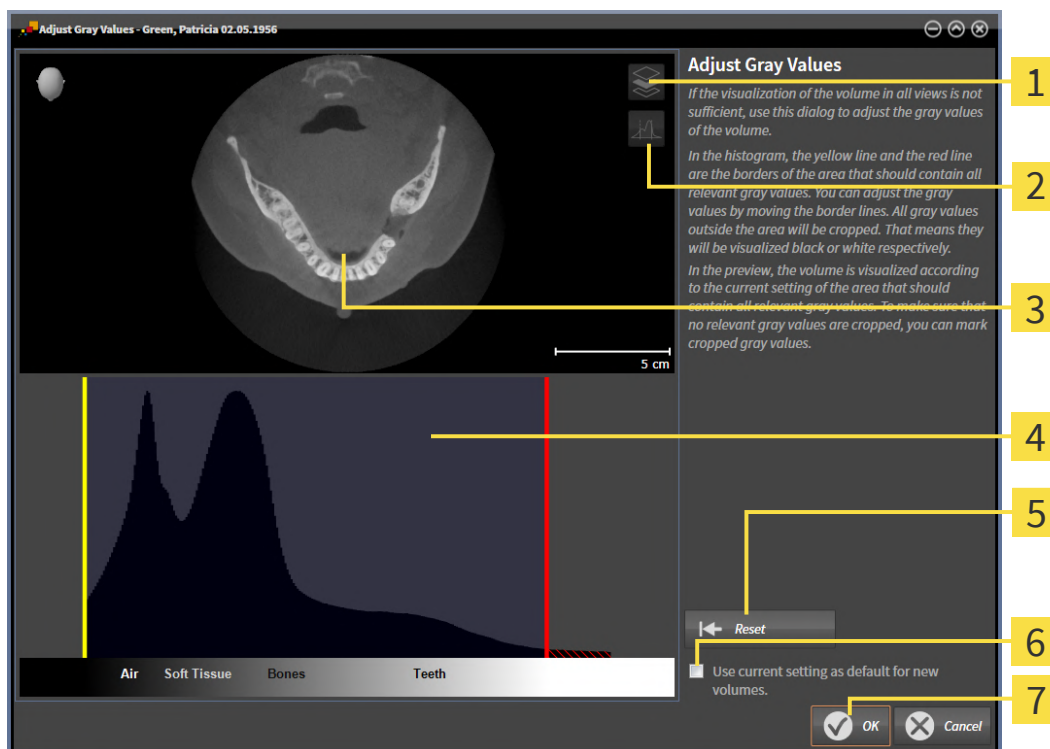 Adjust Gray Values - Green, Patricia 02.05.1956
Adjust Gray Values
If the visualization of the volume in all views is not
sufficient, use this dialog to adjust the gray values
of the volume.
In the histogram, the yellow line and the red line
are the borders of the area that should contain all
relevant gray values. You can adjust the gray
values by moving the border lines. All gray values
outside the area will be cropped. That means they
will be visualized black or white respectively.
In the preview, the volume is visualized according
to the current setting of the area that should
contain all relevant gray values. To make sure that
no relevant gray values are cropped, you can mark
cropped gray values.
5 cm
Air Soft Tissue Bones Teeth
Reset
Use current setting as default for new
volumes.
OK Cancel
1
2
3
4
5
6
7